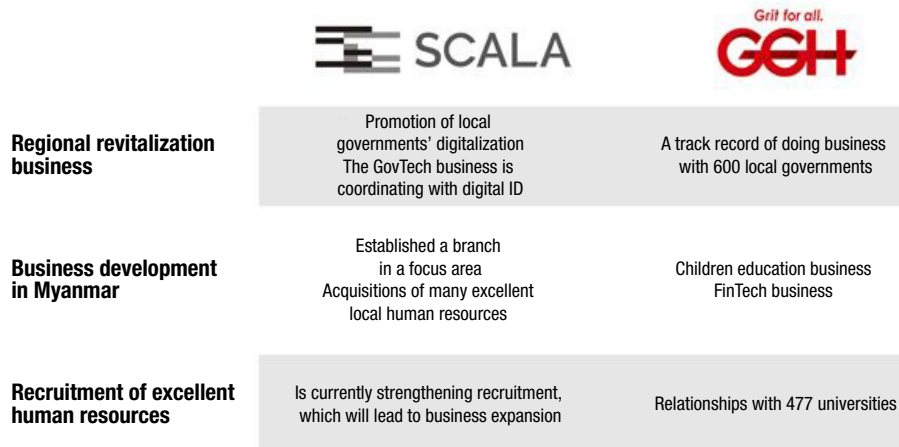 SCALA
Grit for all.
GGH
Regional revitalization
business
Promotion of local
governments’ digitalization
The GovTech business is
coordinating with digital ID
A track record of doing business
with 600 local governments
Business development
in Myanmar
Established a branch
in a focus area
Acquisitions of many excellent
local human resources
Children education business
FinTech business
Recruitment of excellent
human resources
Is currently strengthening recruitment,
which will lead to business expansion
Relationships with 477 universities